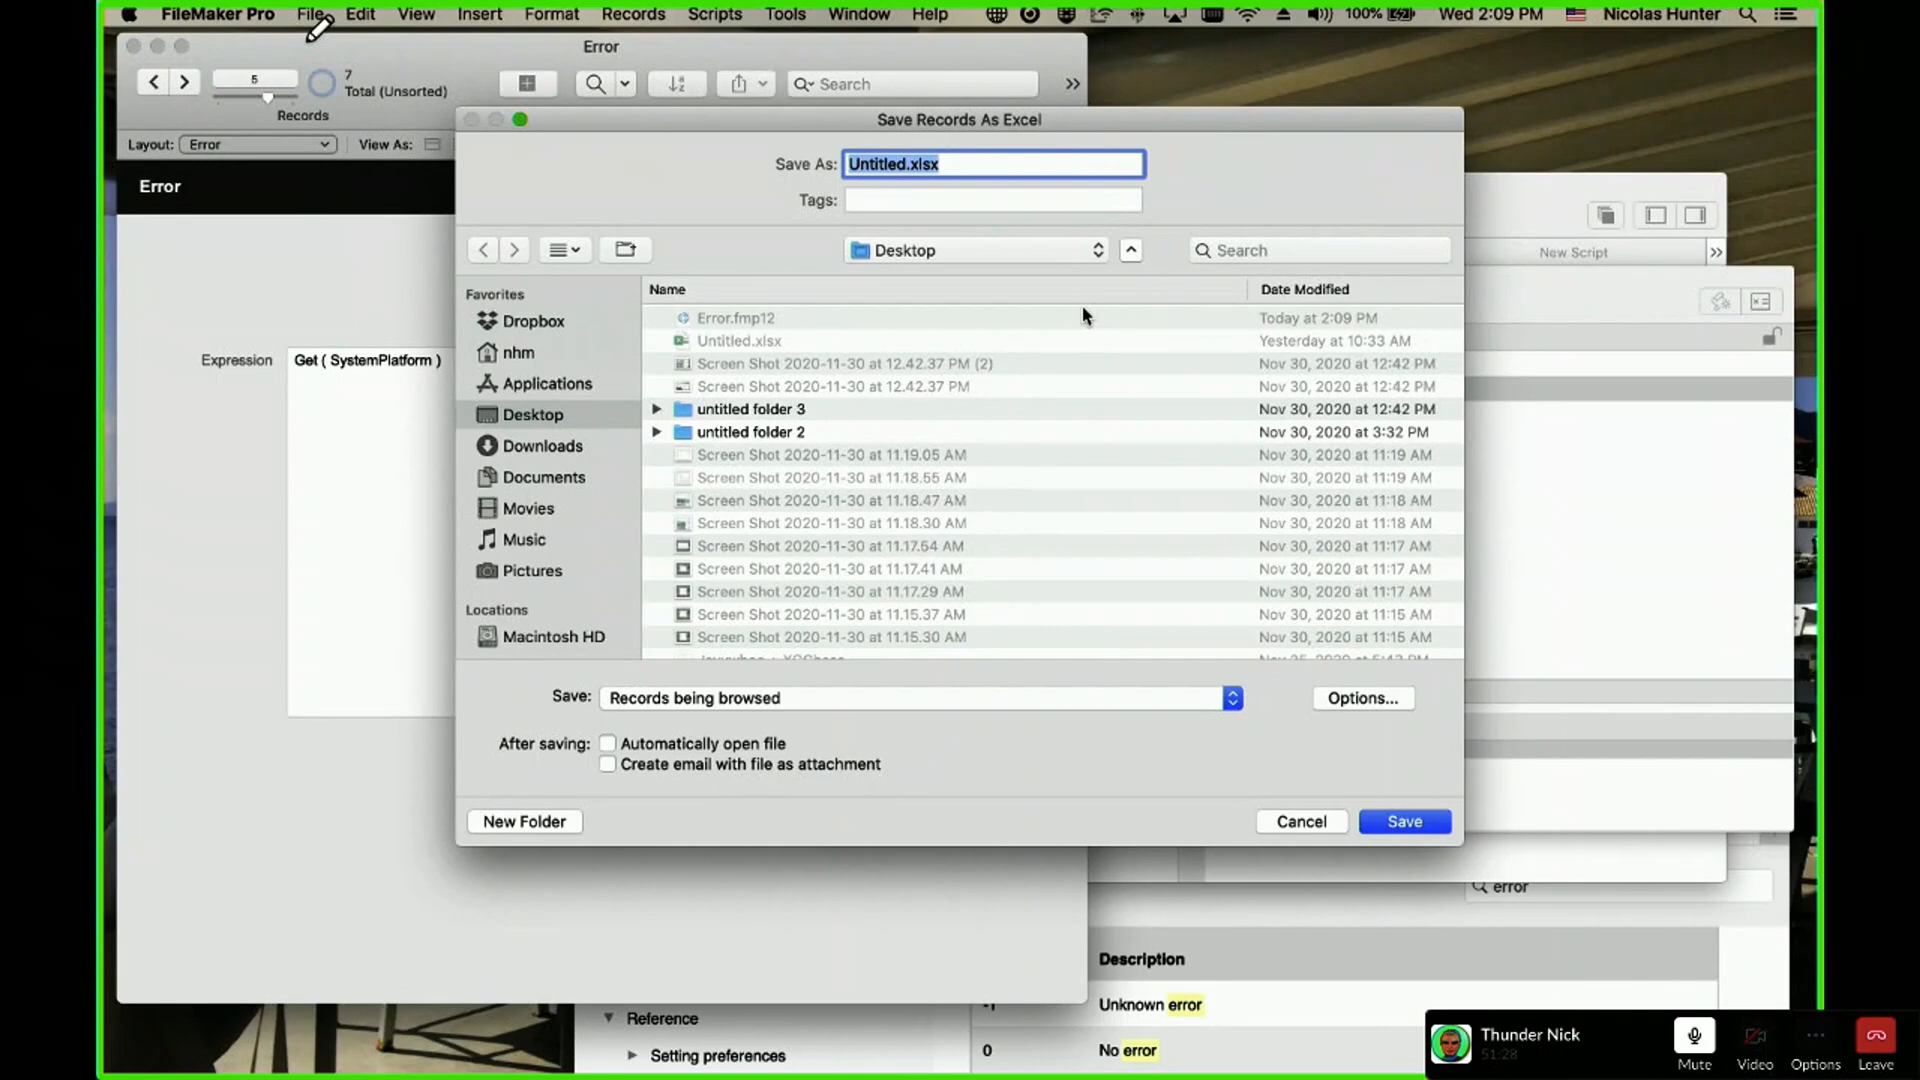 FileMaker Pro File Edit View Insert Format Records Scripts Tools Window Help 100% Wed 2:09 PM Nicolas Hunter
Error
5
7
Total (Unsorted)
Records
Search
Layout: Error View As:
Error
Expression
Get ( SystemPlatform )
Save Records As Excel
Save As: Untitled.xlsx
Tags:
Desktop
Search
Favorites
Dropbox
nhm
Applications
Desktop
Downloads
Documents
Movies
Music
Pictures
Locations
Macintosh HD
Name Date Modified
Error.fmp12 Today at 2:09 PM
Untitled.xlsx Yesterday at 10:33 AM
Screen Shot 2020-11-30 at 12.42.37 PM (2) Nov 30, 2020 at 12:42 PM
Screen Shot 2020-11-30 at 12.42.37 PM Nov 30, 2020 at 12:42 PM
untitled folder 3 Nov 30, 2020 at 12:42 PM
untitled folder 2 Nov 30, 2020 at 3:32 PM
Screen Shot 2020-11-30 at 11.19.05 AM Nov 30, 2020 at 11:19 AM
Screen Shot 2020-11-30 at 11.18.55 AM Nov 30, 2020 at 11:19 AM
Screen Shot 2020-11-30 at 11.18.47 AM Nov 30, 2020 at 11:18 AM
Screen Shot 2020-11-30 at 11.18.30 AM Nov 30, 2020 at 11:18 AM
Screen Shot 2020-11-30 at 11.17.54 AM Nov 30, 2020 at 11:17 AM
Screen Shot 2020-11-30 at 11.17.41 AM Nov 30, 2020 at 11:17 AM
Screen Shot 2020-11-30 at 11.17.29 AM Nov 30, 2020 at 11:17 AM
Screen Shot 2020-11-30 at 11.15.37 AM Nov 30, 2020 at 11:15 AM
Screen Shot 2020-11-30 at 11.15.30 AM Nov 30, 2020 at 11:15 AM
Save: Records being browsed Options...
After saving: Automatically open file
Create email with file as attachment
New Folder Cancel Save
New Script
error
Description
-1 Unknown error
0 No error
Reference
Setting preferences
Thunder Nick
51:28
Mute Video Options Leave